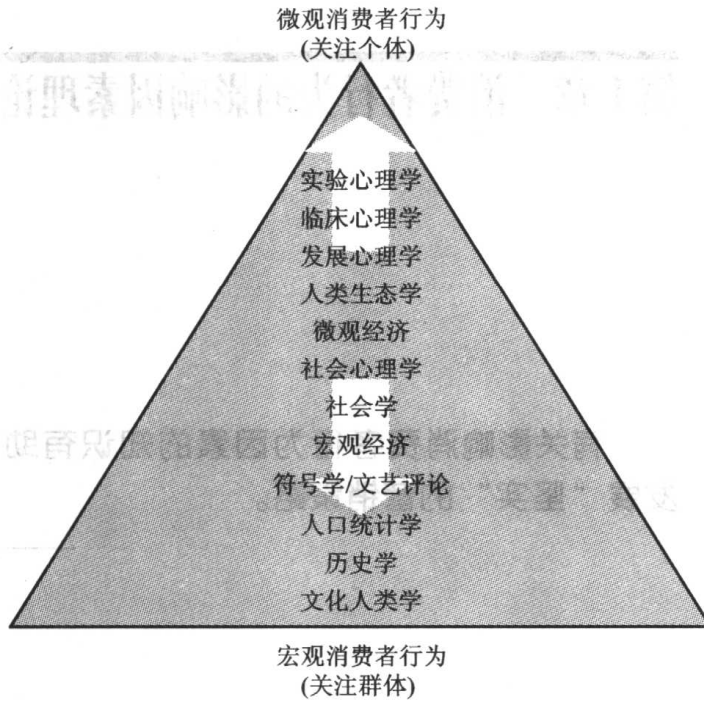 微观消费者行为
(关注个体)
实验心理学
临床心理学
发展心理学
人类生态学
微观经济
社会心理学
社会学
宏观经济
符号学/文艺评论
人口统计学
历史学
文化人类学
宏观消费者行为
(关注群体)